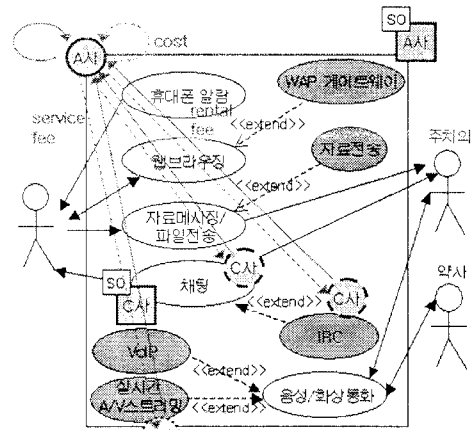 SO
A사
cost
A사
WAP 게이트웨이
휴대폰 알람
service
fee
rental
fee
<<extend>>
자료전송
주치의
웹브라우징
<<extend>>
자료메시징/
파일전송
C사
SO
C사
채팅
C사
<<extend>>
약사
IRC
VoIP
<<extend>>
실시간
A/V스트리밍
<<extend>>
음성/화상통화